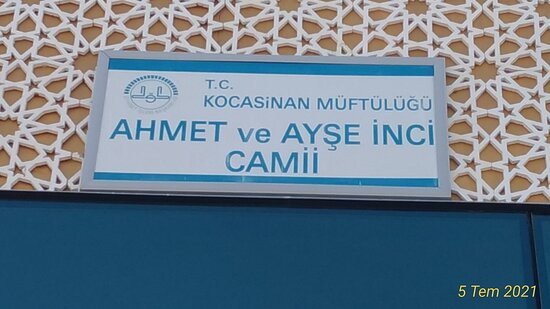 T.C.
KOCASİNAN MÜFTÜLÜĞÜ
AHMET ve AYŞE İNCİ
CAMİİ
5 Tem 2021